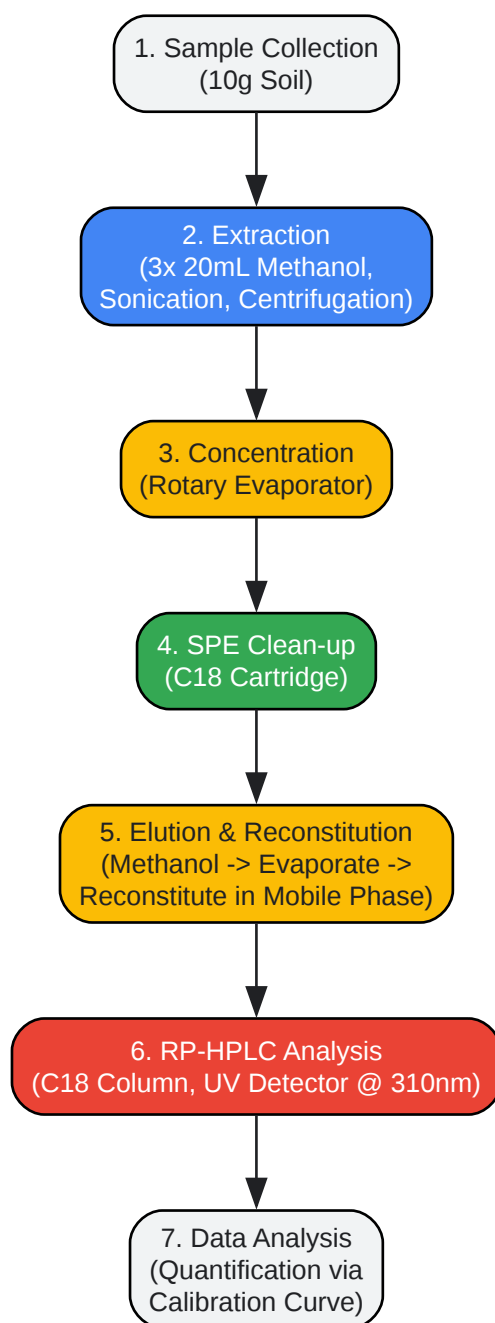 1. Sample Collection
(10g Soil)
2. Extraction
(3x 20mL Methanol,
Sonication, Centrifugation)
3. Concentration
(Rotary Evaporator)
4. SPE Clean-up
(C18 Cartridge)
5. Elution & Reconstitution
(Methanol -> Evaporate ->
Reconstitute in Mobile Phase)
6. RP-HPLC Analysis
(C18 Column, UV Detector @ 310nm)
7. Data Analysis
(Quantification via
Calibration Curve)